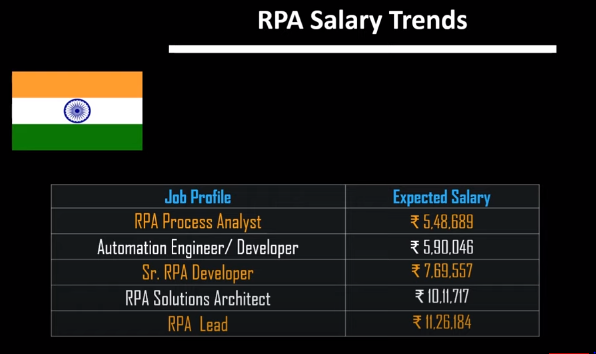 RPA Salary Trends
Job Profile Expected Salary
RPA Process Analyst ₹ 5,48,689
Automation Engineer/ Developer ₹ 5,90,046
Sr. RPA Developer ₹ 7,69,557
RPA Solutions Architect ₹ 10,11,717
RPA Lead ₹ 11,26,184